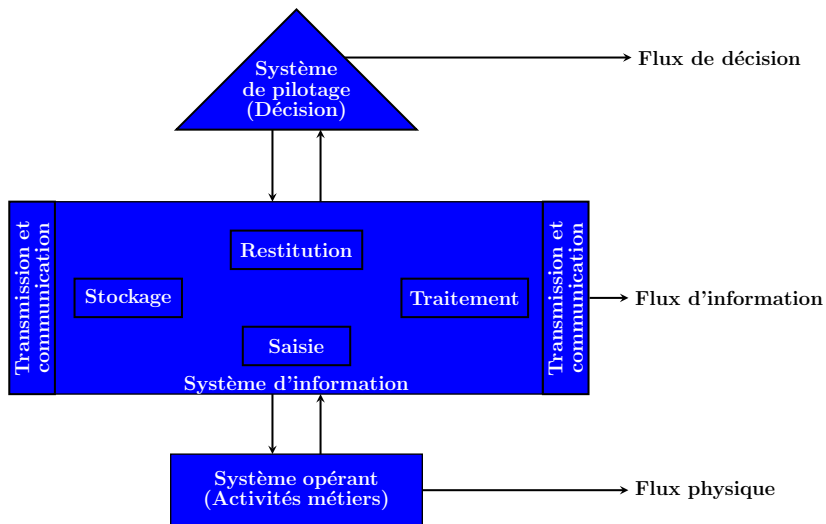 Système
de pilotage
(Décision)
Flux de décision
Transmission et
communication
Restitution
Stockage
Traitement
Saisie
Système d'information
Transmission et
communication
Flux d'information
Système opérant
(Activités métiers)
Flux physique